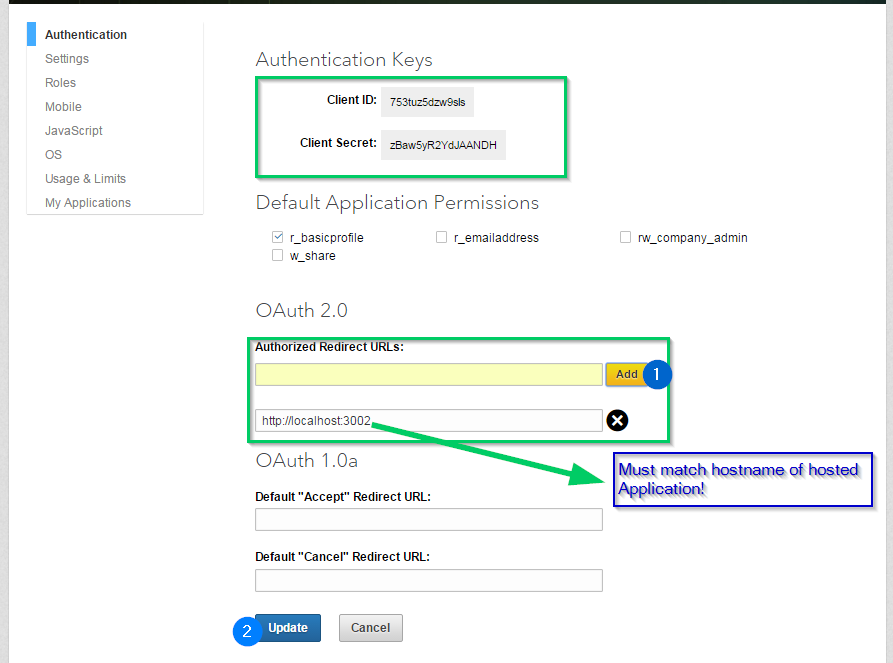 Authentication
Settings
Roles
Mobile
JavaScript
OS
Usage & Limits
My Applications
Authentication Keys
Client ID: 753tuz5dzw9sls
Client Secret: zBaw5yR2YdJAANDH
Default Application Permissions
r_basicprofile r_emailaddress rw_company_admin
w_share
OAuth 2.0
Authorized Redirect URLs:
Add 1
http://localhost:3002
OAuth 1.0a
Must match hostname of hosted
Application!
Default "Accept" Redirect URL:
Default "Cancel" Redirect URL:
2 Update Cancel